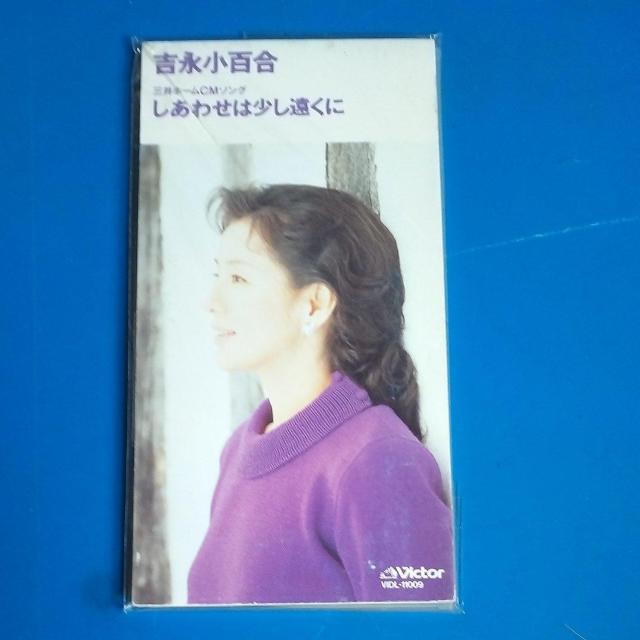 吉永小百合
三井ホームCMソング
しあわせは少し遠くに
Victor
VIDL-11009